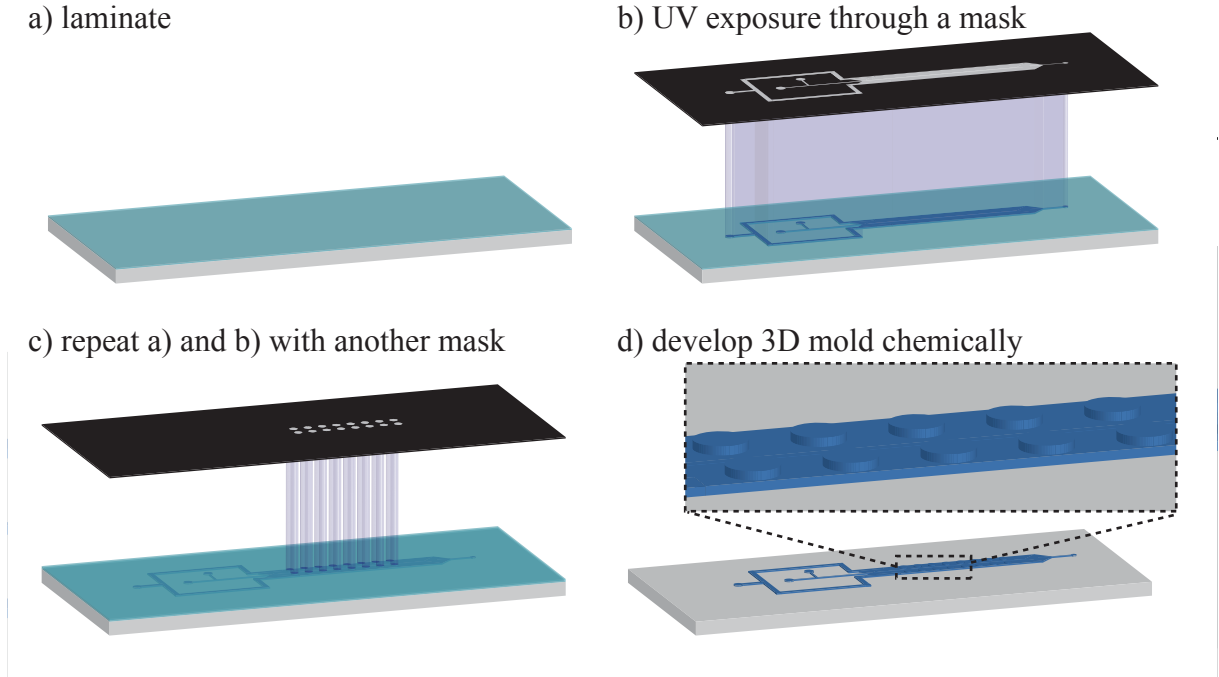 a) laminate
b) UV exposure through a mask
c) repeat a) and b) with another mask
d) develop 3D mold chemically